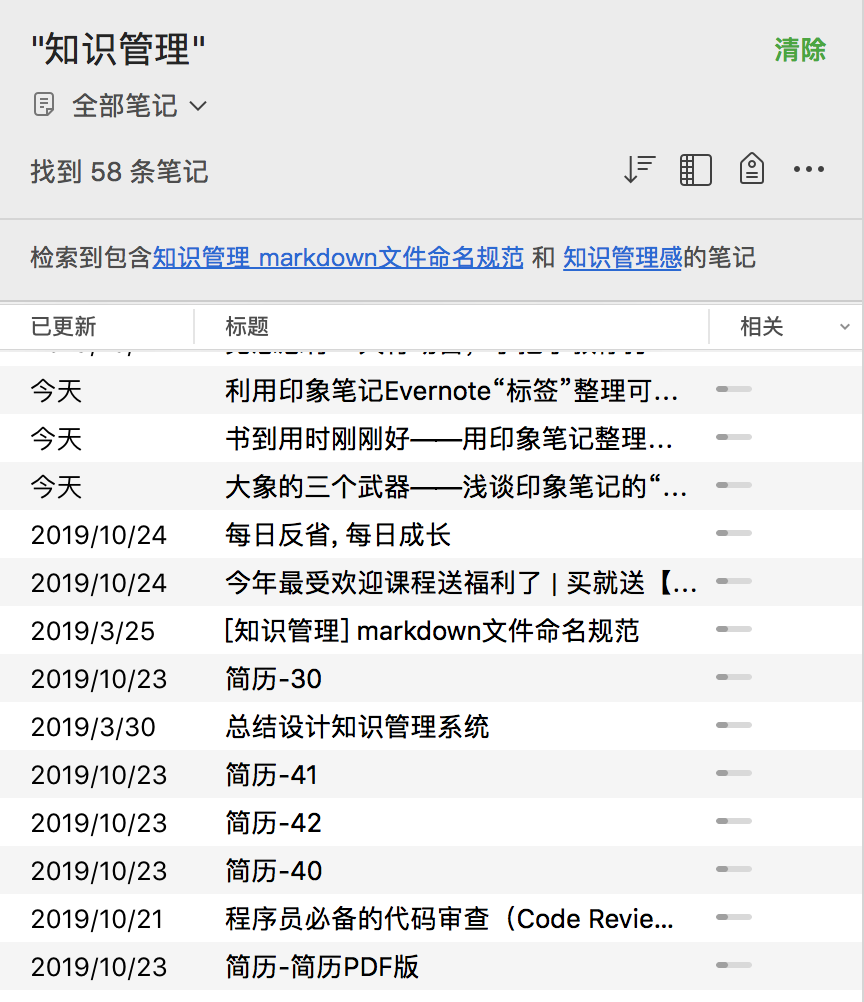 "知识管理"
清除
全部笔记
找到 58 条笔记
检索到包含知识管理 markdown文件命名规范 和 知识管理感的笔记
已更新 标题 相关
今天 利用印象笔记Evernote“标签”整理可...
今天 书到用时刚刚好——用印象笔记整理...
今天 大象的三个武器——浅谈印象笔记的“...
2019/10/24 每日反省, 每日成长
2019/10/24 今年最受欢迎课程送福利了 | 买就送【...
2019/3/25 [知识管理] markdown文件命名规范
2019/10/23 简历-30
2019/3/30 总结设计知识管理系统
2019/10/23 简历-41
2019/10/23 简历-42
2019/10/23 简历-40
2019/10/21 程序员必备的代码审查（Code Revie...
2019/10/23 简历-简历PDF版